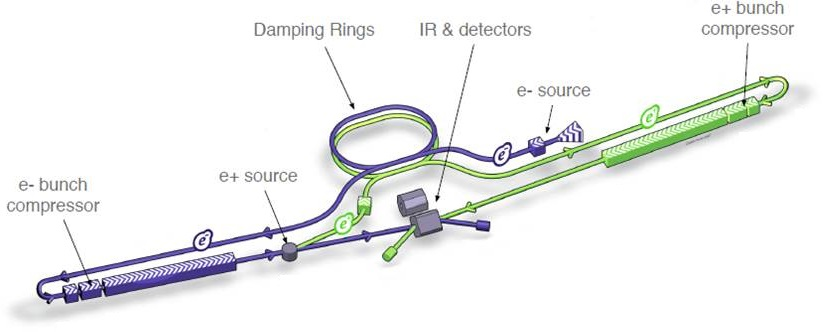 e+ bunch
compressor
Damping Rings
IR & detectors
e- source
e-
e-
e+ source
e- bunch
compressor
e-
e-